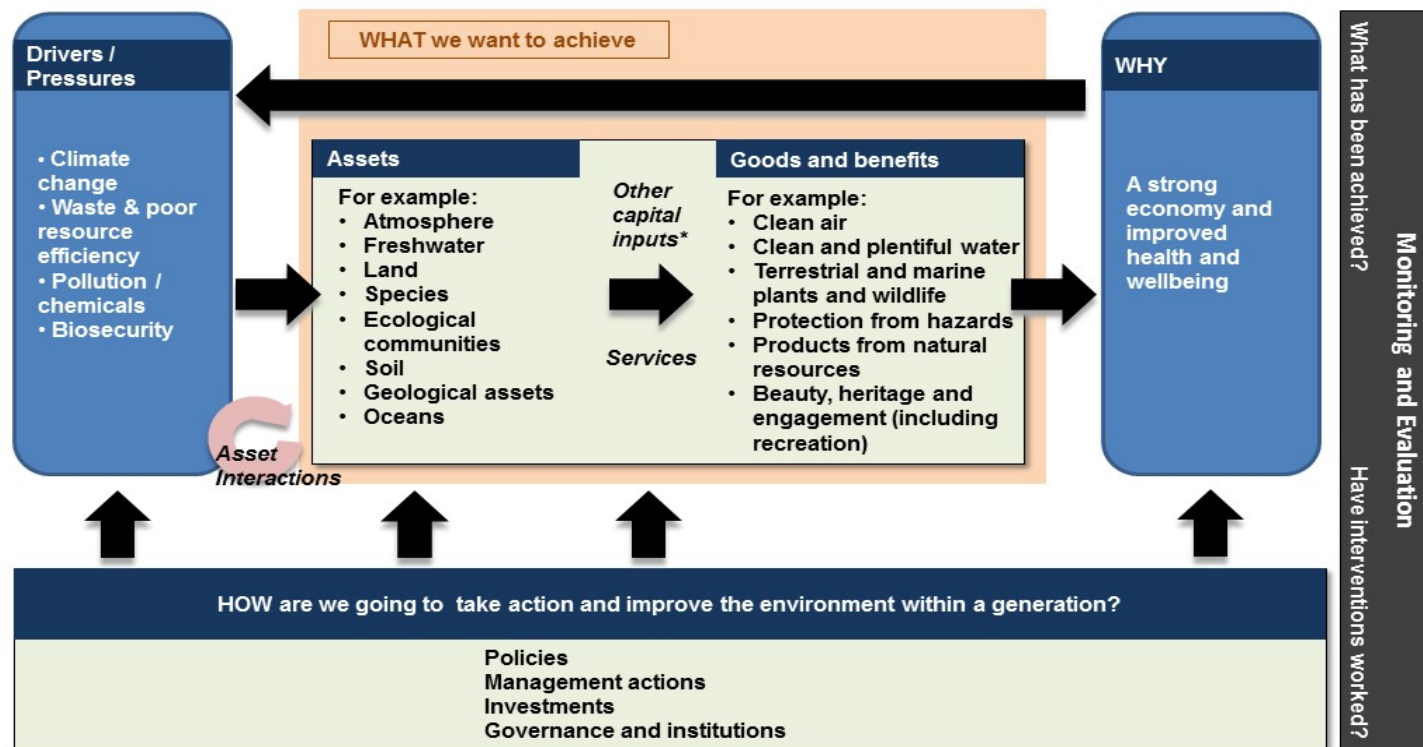 WHAT we want to achieve
Drivers /
Pressures
• Climate
change
• Waste & poor
resource
efficiency
• Pollution /
chemicals
• Biosecurity
Assets
For example:
• Atmosphere
• Freshwater
• Land
• Species
• Ecological
communities
• Soil
• Geological assets
• Oceans
Asset
Interactions
Other
capital
inputs*
Services
Goods and benefits
For example:
• Clean air
• Clean and plentiful water
• Terrestrial and marine
plants and wildlife
• Protection from hazards
• Products from natural
resources
• Beauty, heritage and
engagement (including
recreation)
WHY
A strong
economy and
improved
health and
wellbeing
HOW are we going to take action and improve the environment within a generation?
Policies
Management actions
Investments
Governance and institutions
Monitoring and Evaluation
What has been achieved?
Have interventions worked?